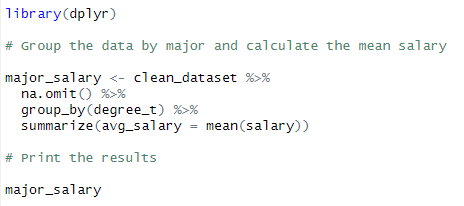 library(dplyr)
# Group the data by major and calculate the mean salary
major_salary <- clean_dataset %>%
  na.omit() %>%
  group_by(degree_t) %>%
  summarize(avg_salary = mean(salary))
# Print the results
major_salary